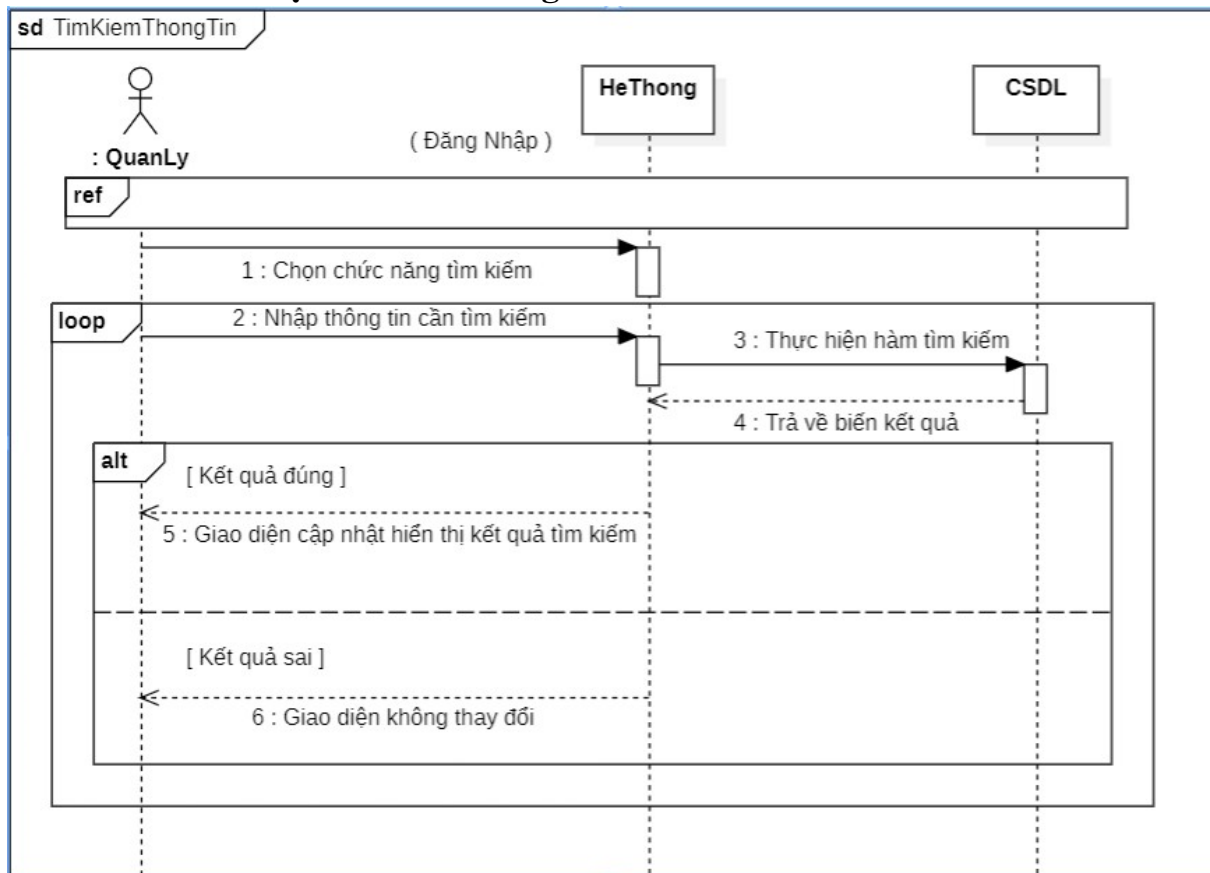 sd TimKiemThongTin
HeThong
CSDL
( Đăng Nhập )
: QuanLy
ref
1 : Chọn chức năng tìm kiếm
loop
2 : Nhập thông tin cần tìm kiếm
3 : Thực hiện hàm tìm kiếm
4 : Trả về biến kết quả
alt
[ Kết quả đúng ]
5 : Giao diện cập nhật hiển thị kết quả tìm kiếm
[ Kết quả sai ]
6 : Giao diện không thay đổi